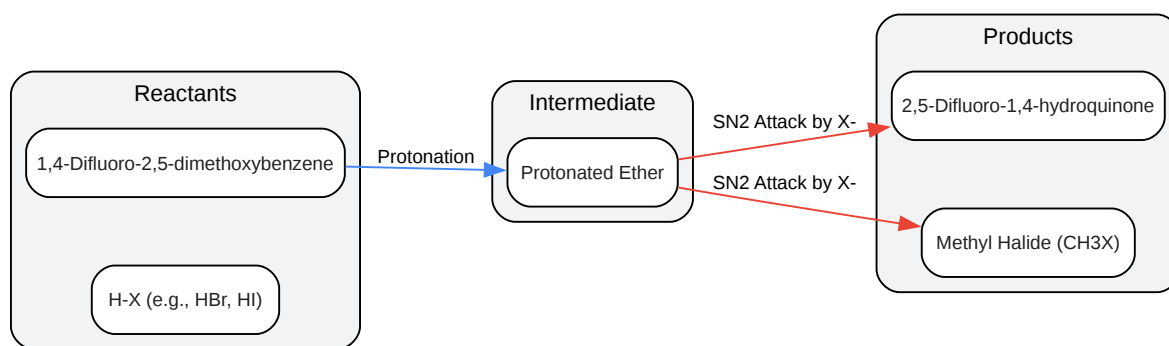 Reactants
1,4-Difluoro-2,5-dimethoxybenzene
H-X (e.g., HBr, HI)
Protonation
Intermediate
Protonated Ether
SN2 Attack by X-
SN2 Attack by X-
Products
2,5-Difluoro-1,4-hydroquinone
Methyl Halide (CH3X)